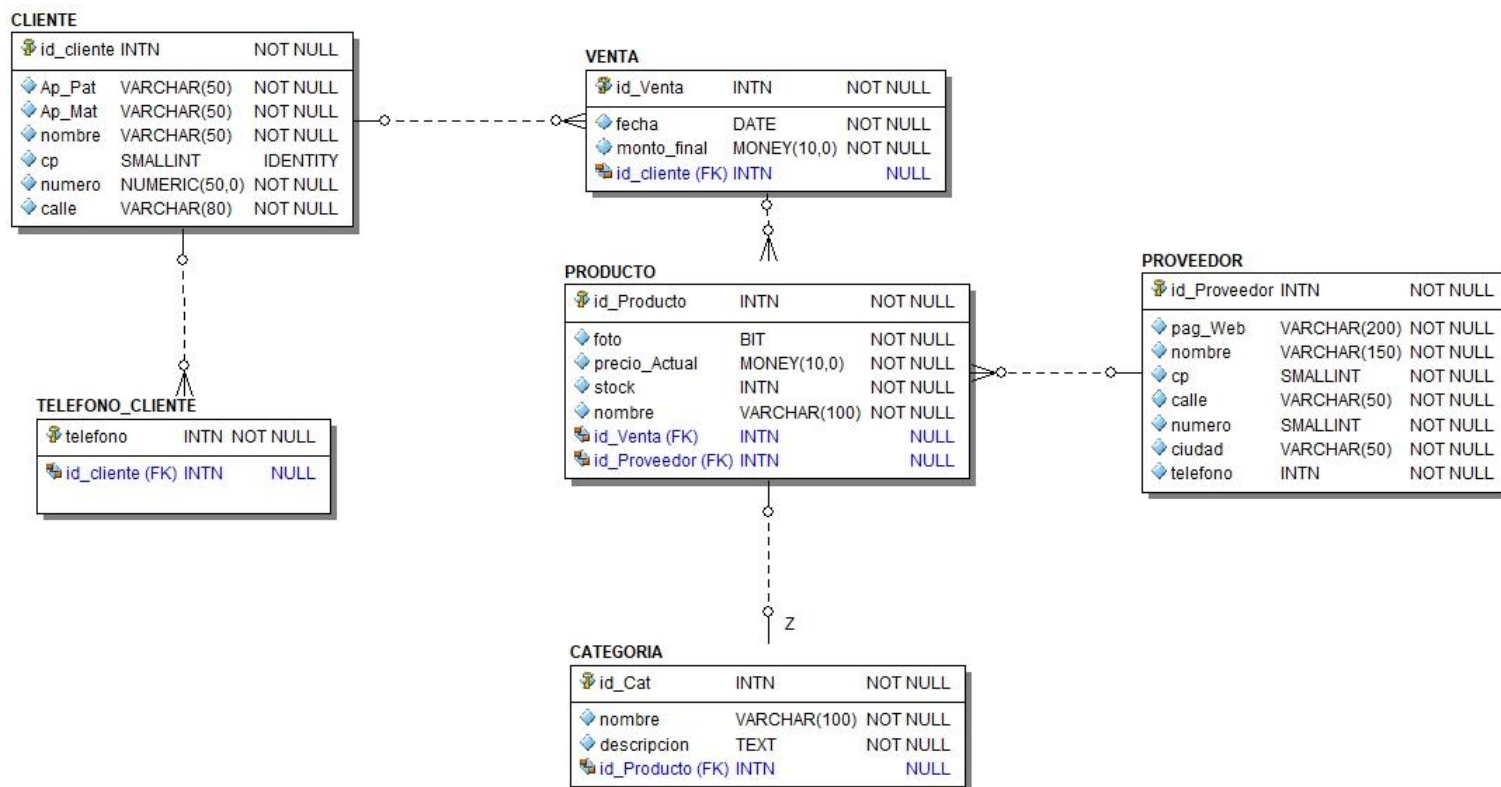 CLIENTE
id_cliente INTN NOT NULL
Ap_Pat VARCHAR(50) NOT NULL
Ap_Mat VARCHAR(50) NOT NULL
nombre VARCHAR(50) NOT NULL
cp SMALLINT IDENTITY
numero NUMERIC(50,0) NOT NULL
calle VARCHAR(80) NOT NULL
VENTA
id_Venta INTN NOT NULL
fecha DATE NOT NULL
monto_final MONEY(10,0) NOT NULL
id_cliente (FK) INTN NULL
PRODUCTO
id_Producto INTN NOT NULL
foto BIT NOT NULL
precio_Actual MONEY(10,0) NOT NULL
stock INTN NOT NULL
nombre VARCHAR(100) NOT NULL
id_Venta (FK) INTN NULL
id_Proveedor (FK) INTN NULL
PROVEEDOR
id_Proveedor INTN NOT NULL
pag_Web VARCHAR(200) NOT NULL
nombre VARCHAR(150) NOT NULL
cp SMALLINT NOT NULL
calle VARCHAR(50) NOT NULL
numero SMALLINT NOT NULL
ciudad VARCHAR(50) NOT NULL
telefono INTN NOT NULL
TELEFONO_CLIENTE
telefono INTN NOT NULL
id_cliente (FK) INTN NULL
Z
CATEGORIA
id_Cat INTN NOT NULL
nombre VARCHAR(100) NOT NULL
descripcion TEXT NOT NULL
id_Producto (FK) INTN NULL